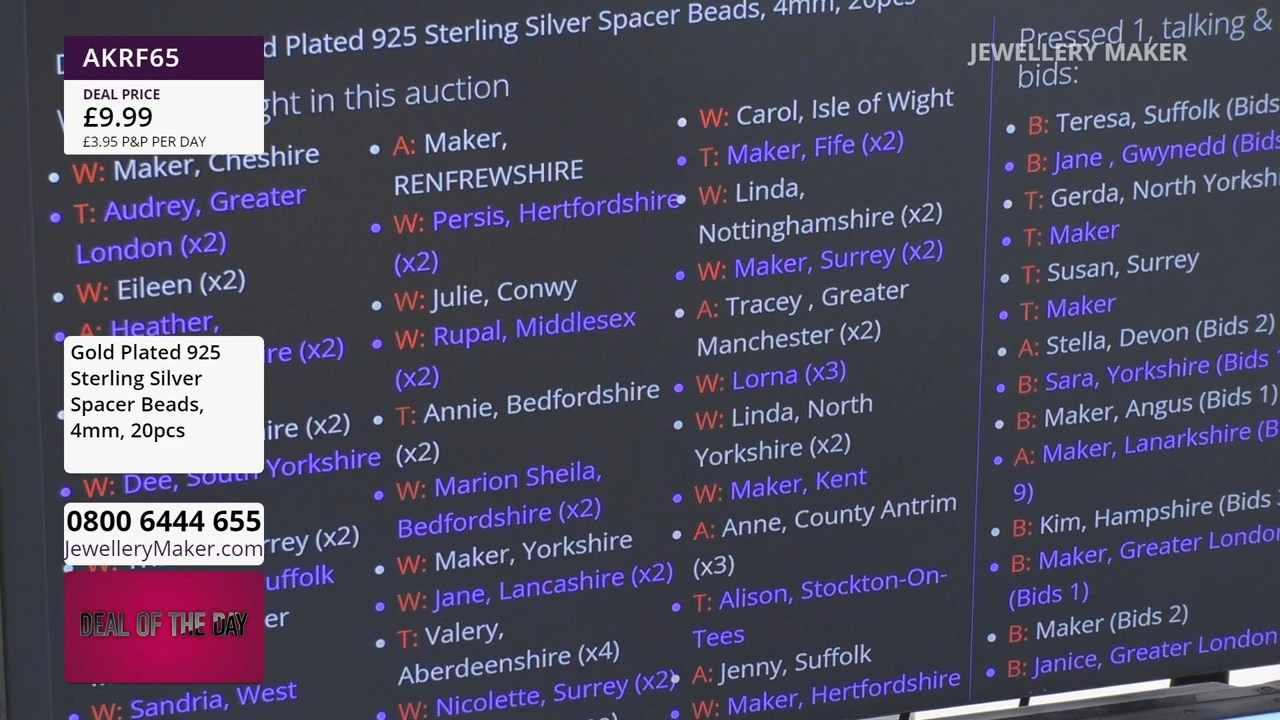 AKRF65
DEAL PRICE
£9.99
£3.95 P&P PER DAY
Gold Plated 925
Sterling Silver
Spacer Beads,
4mm, 20pcs
0800 6444 655
JewelleryMaker.com
DEAL OF THE DAY
JEWELLERY MAKER
d Plated 925 Sterling Silver Spacer Beads, 4mm, 20pcs
ght in this auction
W: Maker, Cheshire
T: Audrey, Greater
London (x2)
W: Eileen (x2)
A: Heather,
re (x2)
ire (x2)
W: Dee, South Yorkshire
rrey (x2)
uffolk
er
W: Sandria, West
A: Maker,
RENFREWSHIRE
W: Persis, Hertfordshire
(x2)
W: Julie, Conwy
W: Rupal, Middlesex
(x2)
T: Annie, Bedfordshire
(x2)
W: Marion Sheila,
Bedfordshire (x2)
W: Maker, Yorkshire
W: Jane, Lancashire (x2)
T: Valery,
Aberdeenshire (x4)
W: Nicolette, Surrey (x2)
W: Carol, Isle of Wight
T: Maker, Fife (x2)
W: Linda,
Nottinghamshire (x2)
W: Maker, Surrey (x2)
A: Tracey , Greater
Manchester (x2)
W: Lorna (x3)
W: Linda, North
Yorkshire (x2)
W: Maker, Kent
A: Anne, County Antrim
(x3)
T: Alison, Stockton-On-
Tees
A: Jenny, Suffolk
W: Maker, Hertfordshire
Pressed 1, talking &
bids:
B: Teresa, Suffolk (Bids
B: Jane , Gwynedd (Bids
T: Gerda, North Yorkshi
T: Maker
T: Susan, Surrey
T: Maker
A: Stella, Devon (Bids 2)
B: Sara, Yorkshire (Bids
B: Maker, Angus (Bids 1)
A: Maker, Lanarkshire (B
9)
B: Kim, Hampshire (Bids
B: Maker, Greater London
(Bids 1)
B: Maker (Bids 2)
B: Janice, Greater London